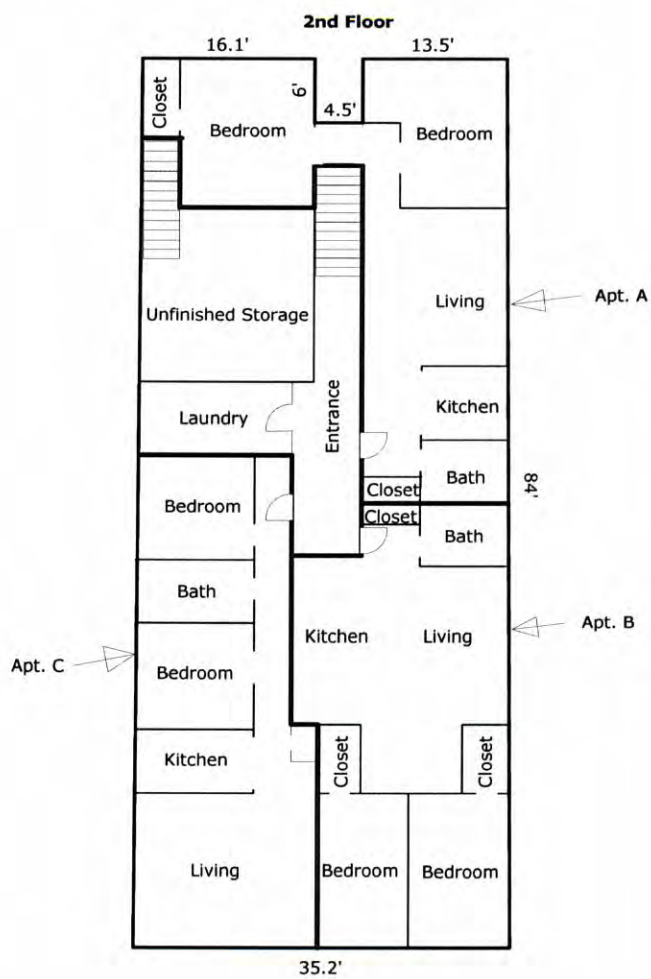 2nd Floor
16.1'
13.5'
6'
4.5'
Closet
Bedroom
Bedroom
Unfinished Storage
Living
Apt. A
Laundry
Entrance
Kitchen
Closet
Bath
84'
Bedroom
Closet
Bath
Bath
Kitchen
Living
Apt. B
Apt. C
Bedroom
Kitchen
Closet
Closet
Living
Bedroom
Bedroom
35.2'